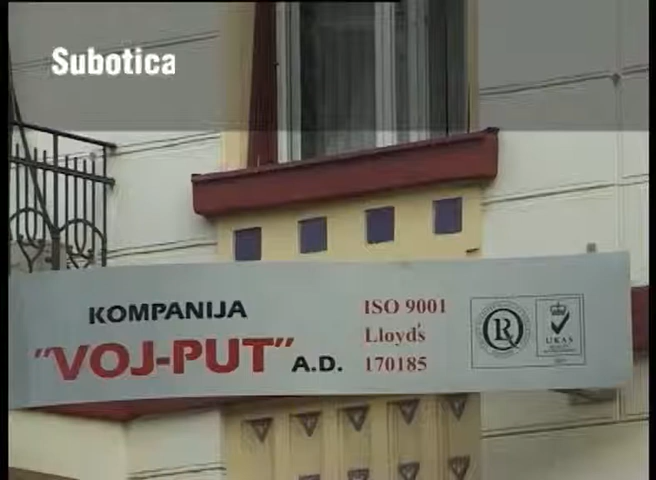 Subotica
KOMPANIJA
"VOJ-PUT" A.D.
ISO 9001
Lloyd's
170185
R
UKAS